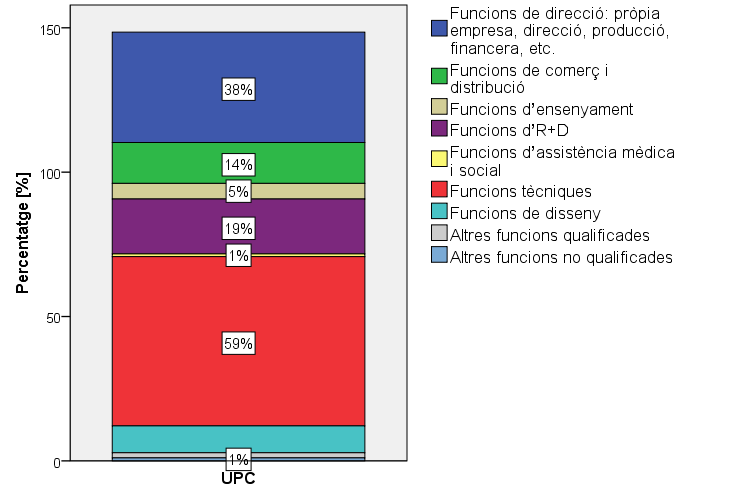 150
100
50
0
Percentatge [%]
38%
14%
5%
19%
1%
59%
1%
UPC
Funcions de direcció: pròpia
empresa, direcció, producció,
financera, etc.
Funcions de comerç i
distribució
Funcions d'ensenyament
Funcions d'R+D
Funcions d'assistència mèdica
i social
Funcions tècniques
Funcions de disseny
Altres funcions qualificades
Altres funcions no qualificades